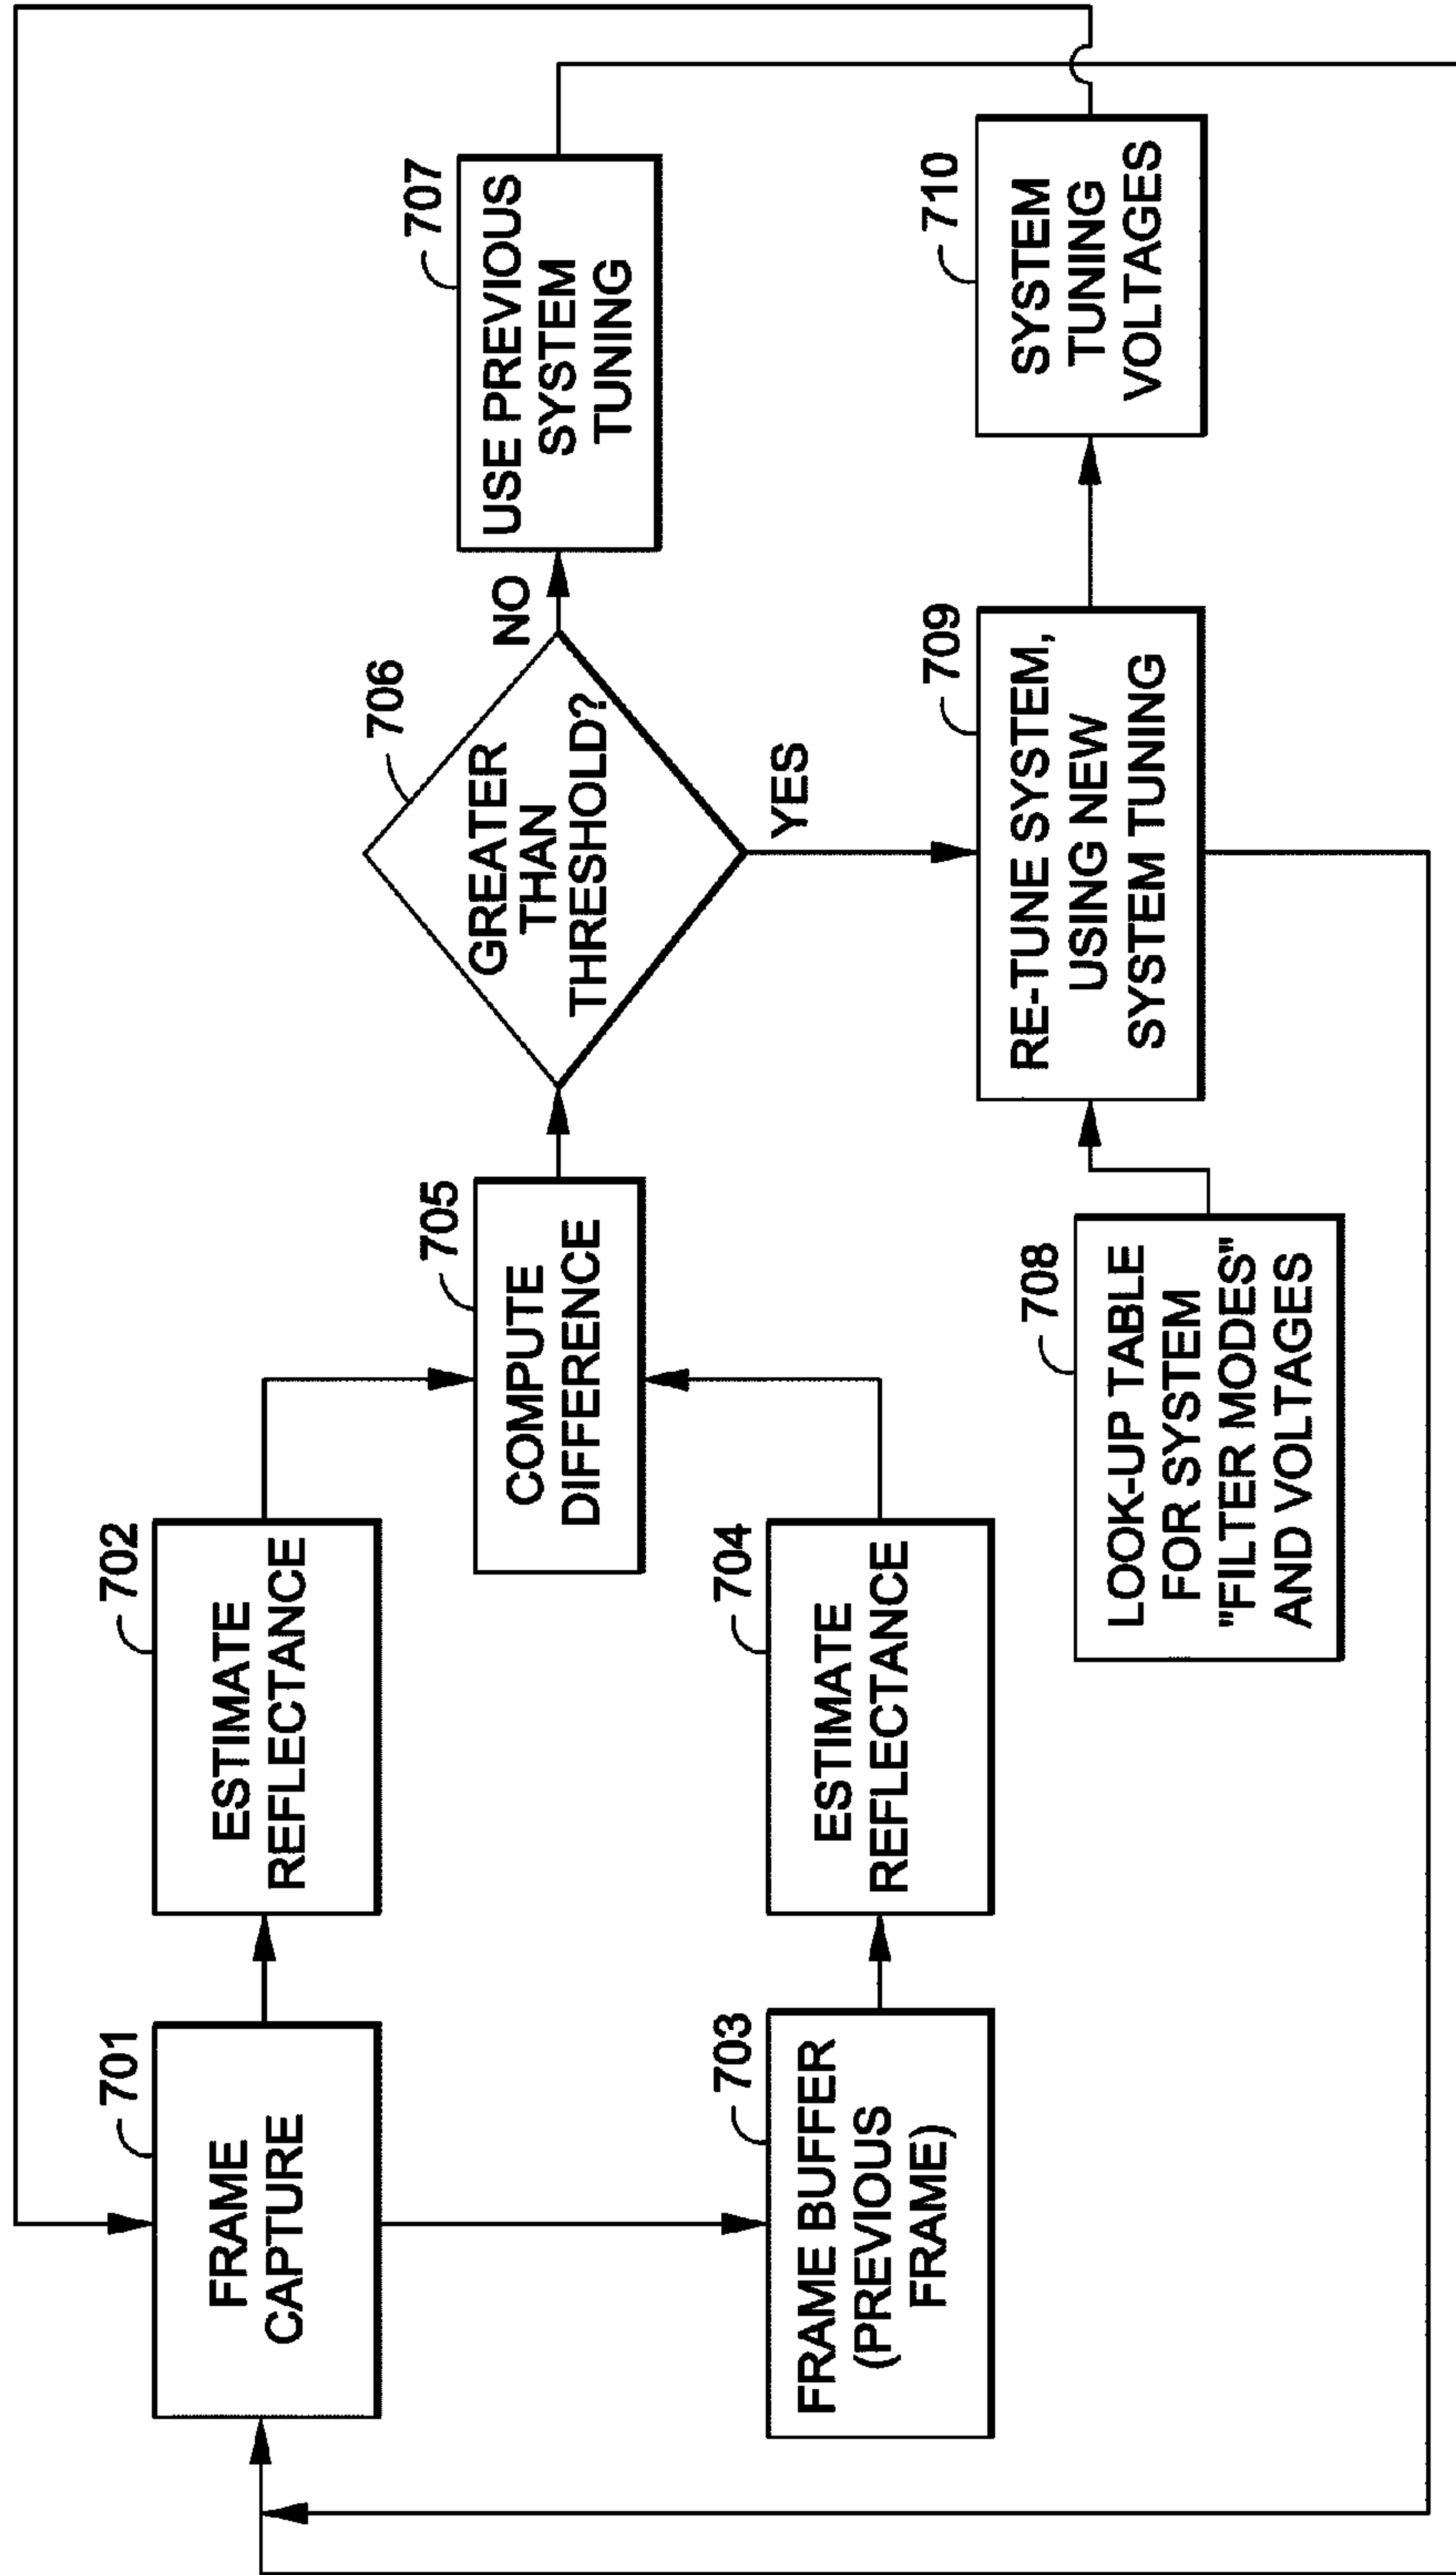 701
FRAME
CAPTURE
702
ESTIMATE
REFLECTANCE
703
FRAME BUFFER
(PREVIOUS
FRAME)
704
ESTIMATE
REFLECTANCE
705
COMPUTE
DIFFERENCE
706
GREATER
THAN
THRESHOLD?
NO
YES
707
USE PREVIOUS
SYSTEM
TUNING
708
LOOK-UP TABLE
FOR SYSTEM
"FILTER MODES"
AND VOLTAGES
709
RE-TUNE SYSTEM,
USING NEW
SYSTEM TUNING
710
SYSTEM
TUNING
VOLTAGES